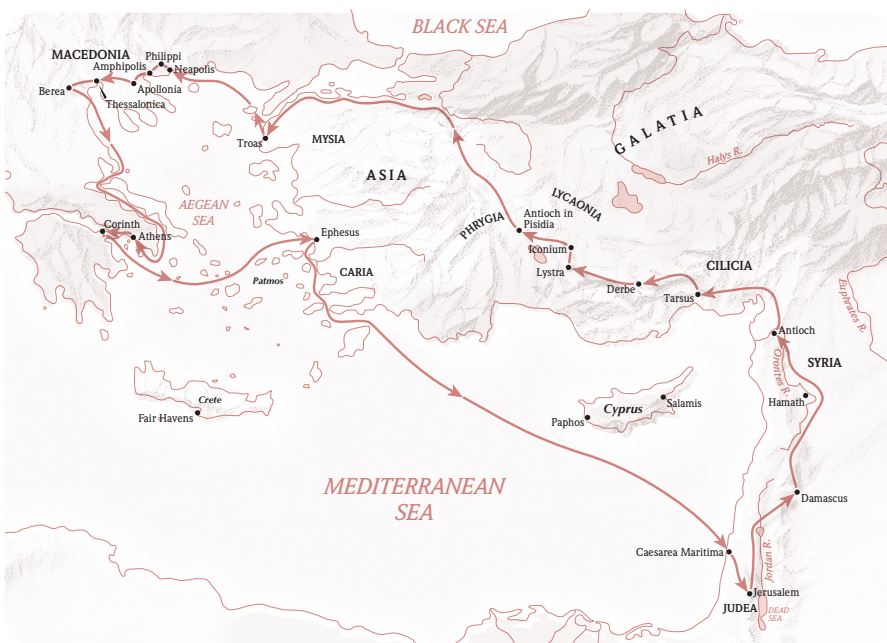 BLACK SEA
MACEDONIA
Philippi
Amphipolis
Neapolis
Berea
Apollonia
Thessalonica
Troas
MYSIA
GALATIA
Halys R.
ASIA
LYCAONIA
AEGEAN
SEA
PHRYGIA
Antioch in
Pisidia
Corinth
Athens
Ephesus
Iconium
CARIA
Patmos
Lystra
CILICIA
Derbe
Tarsus
Euphrates R.
Antioch
Orontes R.
SYRIA
Hamath
Crete
Fair Havens
Cyprus
Salamis
Paphos
MEDITERRANEAN
SEA
Damascus
Caesarea Maritima
Jordan R.
Jerusalem
JUDEA
DEAD
SEA